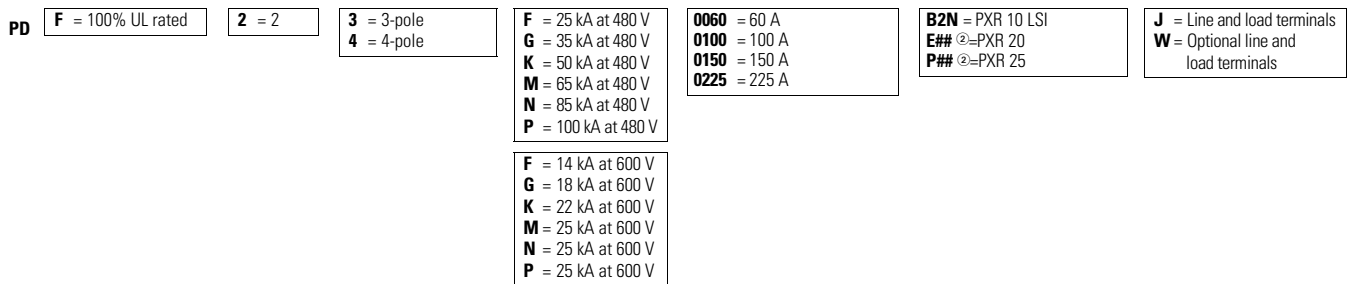 PD
F = 100% UL rated
2 = 2
3 = 3-pole
4 = 4-pole
F = 25 kA at 480 V
G = 35 kA at 480 V
K = 50 kA at 480 V
M = 65 kA at 480 V
N = 85 kA at 480 V
P = 100 kA at 480 V
F = 14 kA at 600 V
G = 18 kA at 600 V
K = 22 kA at 600 V
M = 25 kA at 600 V
N = 25 kA at 600 V
P = 25 kA at 600 V
0060 = 60 A
0100 = 100 A
0150 = 150 A
0225 = 225 A
B2N = PXR 10 LSI
E## ②=PXR 20
P## ②=PXR 25
J = Line and load terminals
W = Optional line and
load terminals